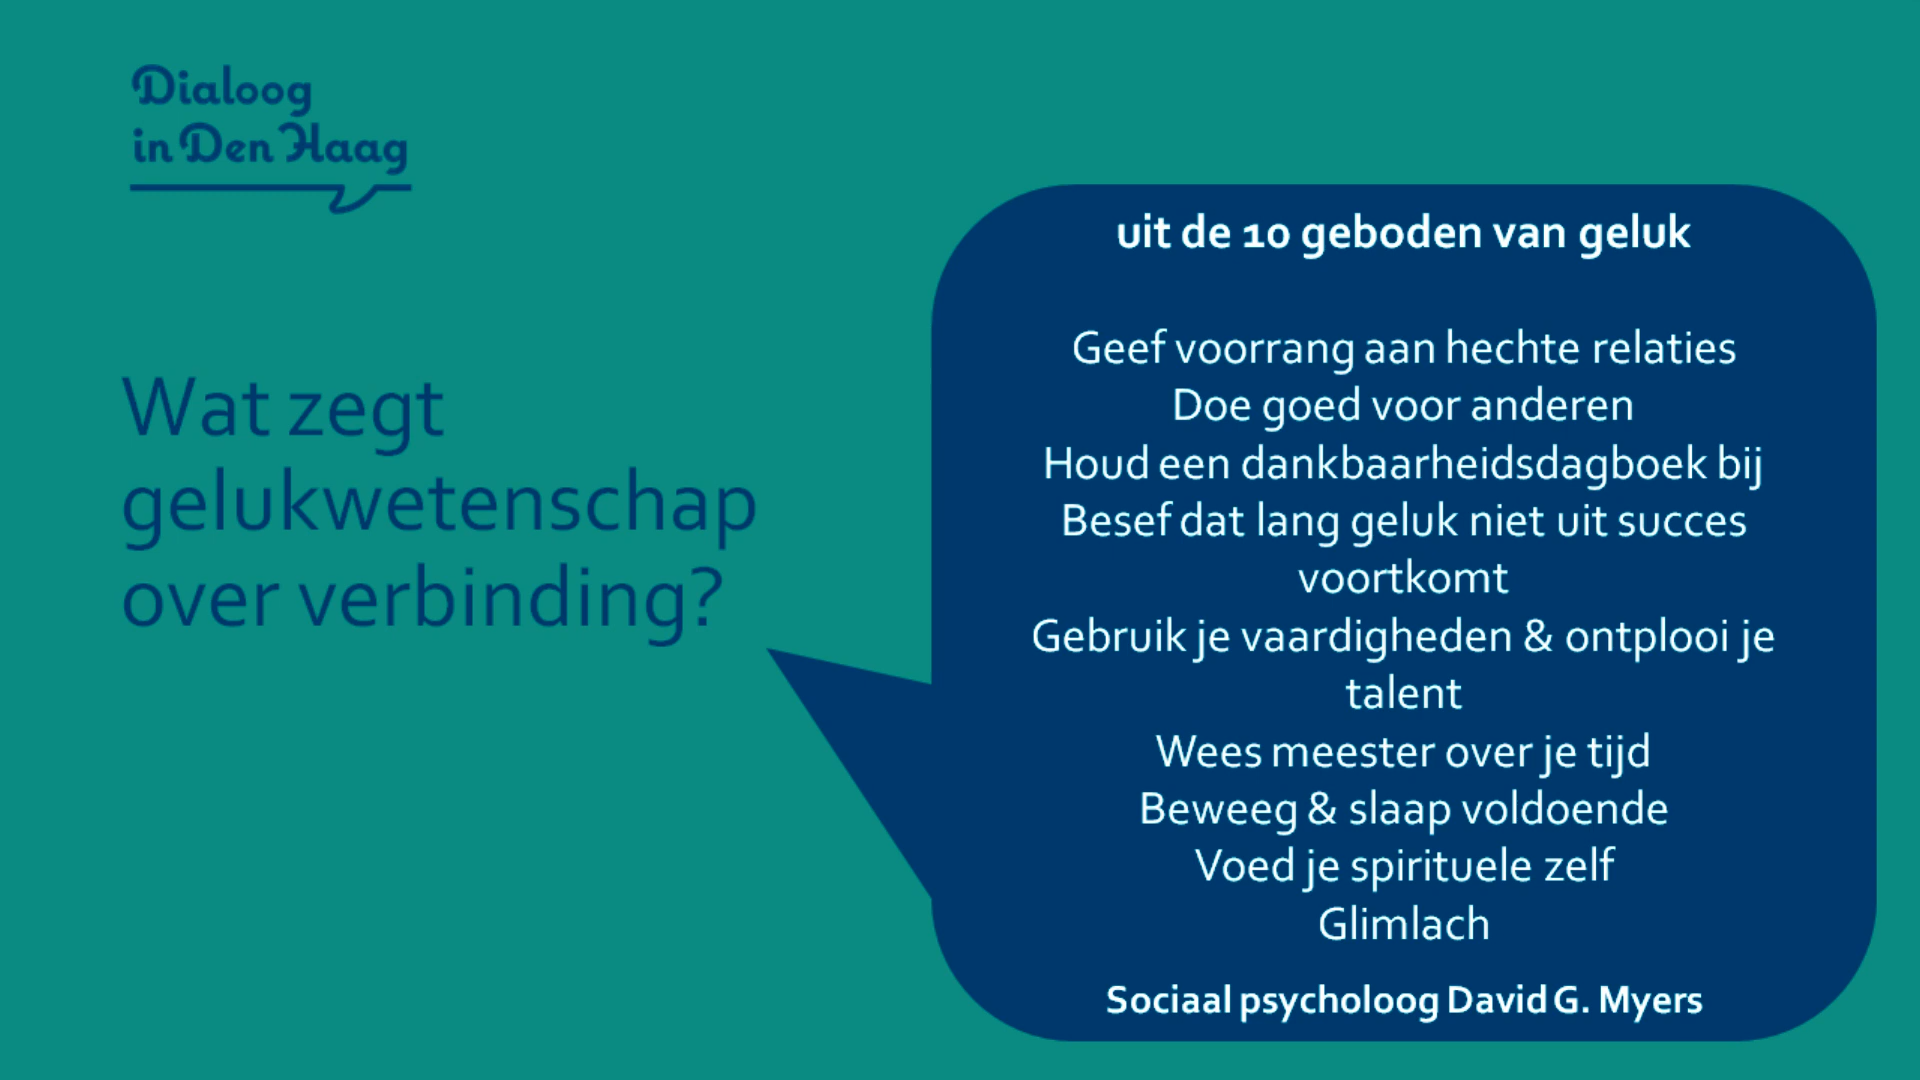 Dialoog
in Den Haag
Wat zegt
gelukwetenschap
over verbinding?
uit de 10 geboden van geluk
Geef voorrang aan hechte relaties
Doe goed voor anderen
Houd een dankbaarheidsdagboek bij
Besef dat lang geluk niet uit succes
voortkomt
Gebruik je vaardigheden & ontplooi je
talent
Wees meester over je tijd
Beweeg & slaap voldoende
Voed je spirituele zelf
Glimlach
Sociaal psycholoog David G. Myers